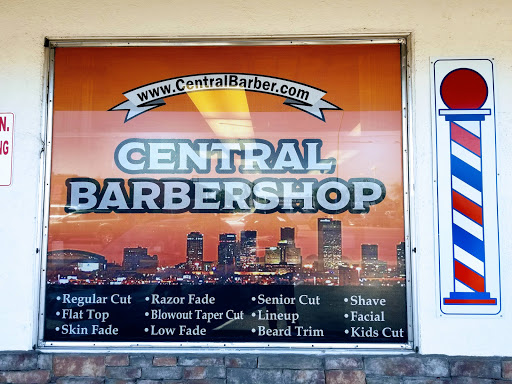 www.CentralBarber.com
CENTRAL
BARBERSHOP
•Regular Cut •Razor Fade •Senior Cut •Shave
•Flat Top •Blowout Taper Cut •Lineup •Facial
•Skin Fade •Low Fade •Beard Trim •Kids Cut
N.
NG